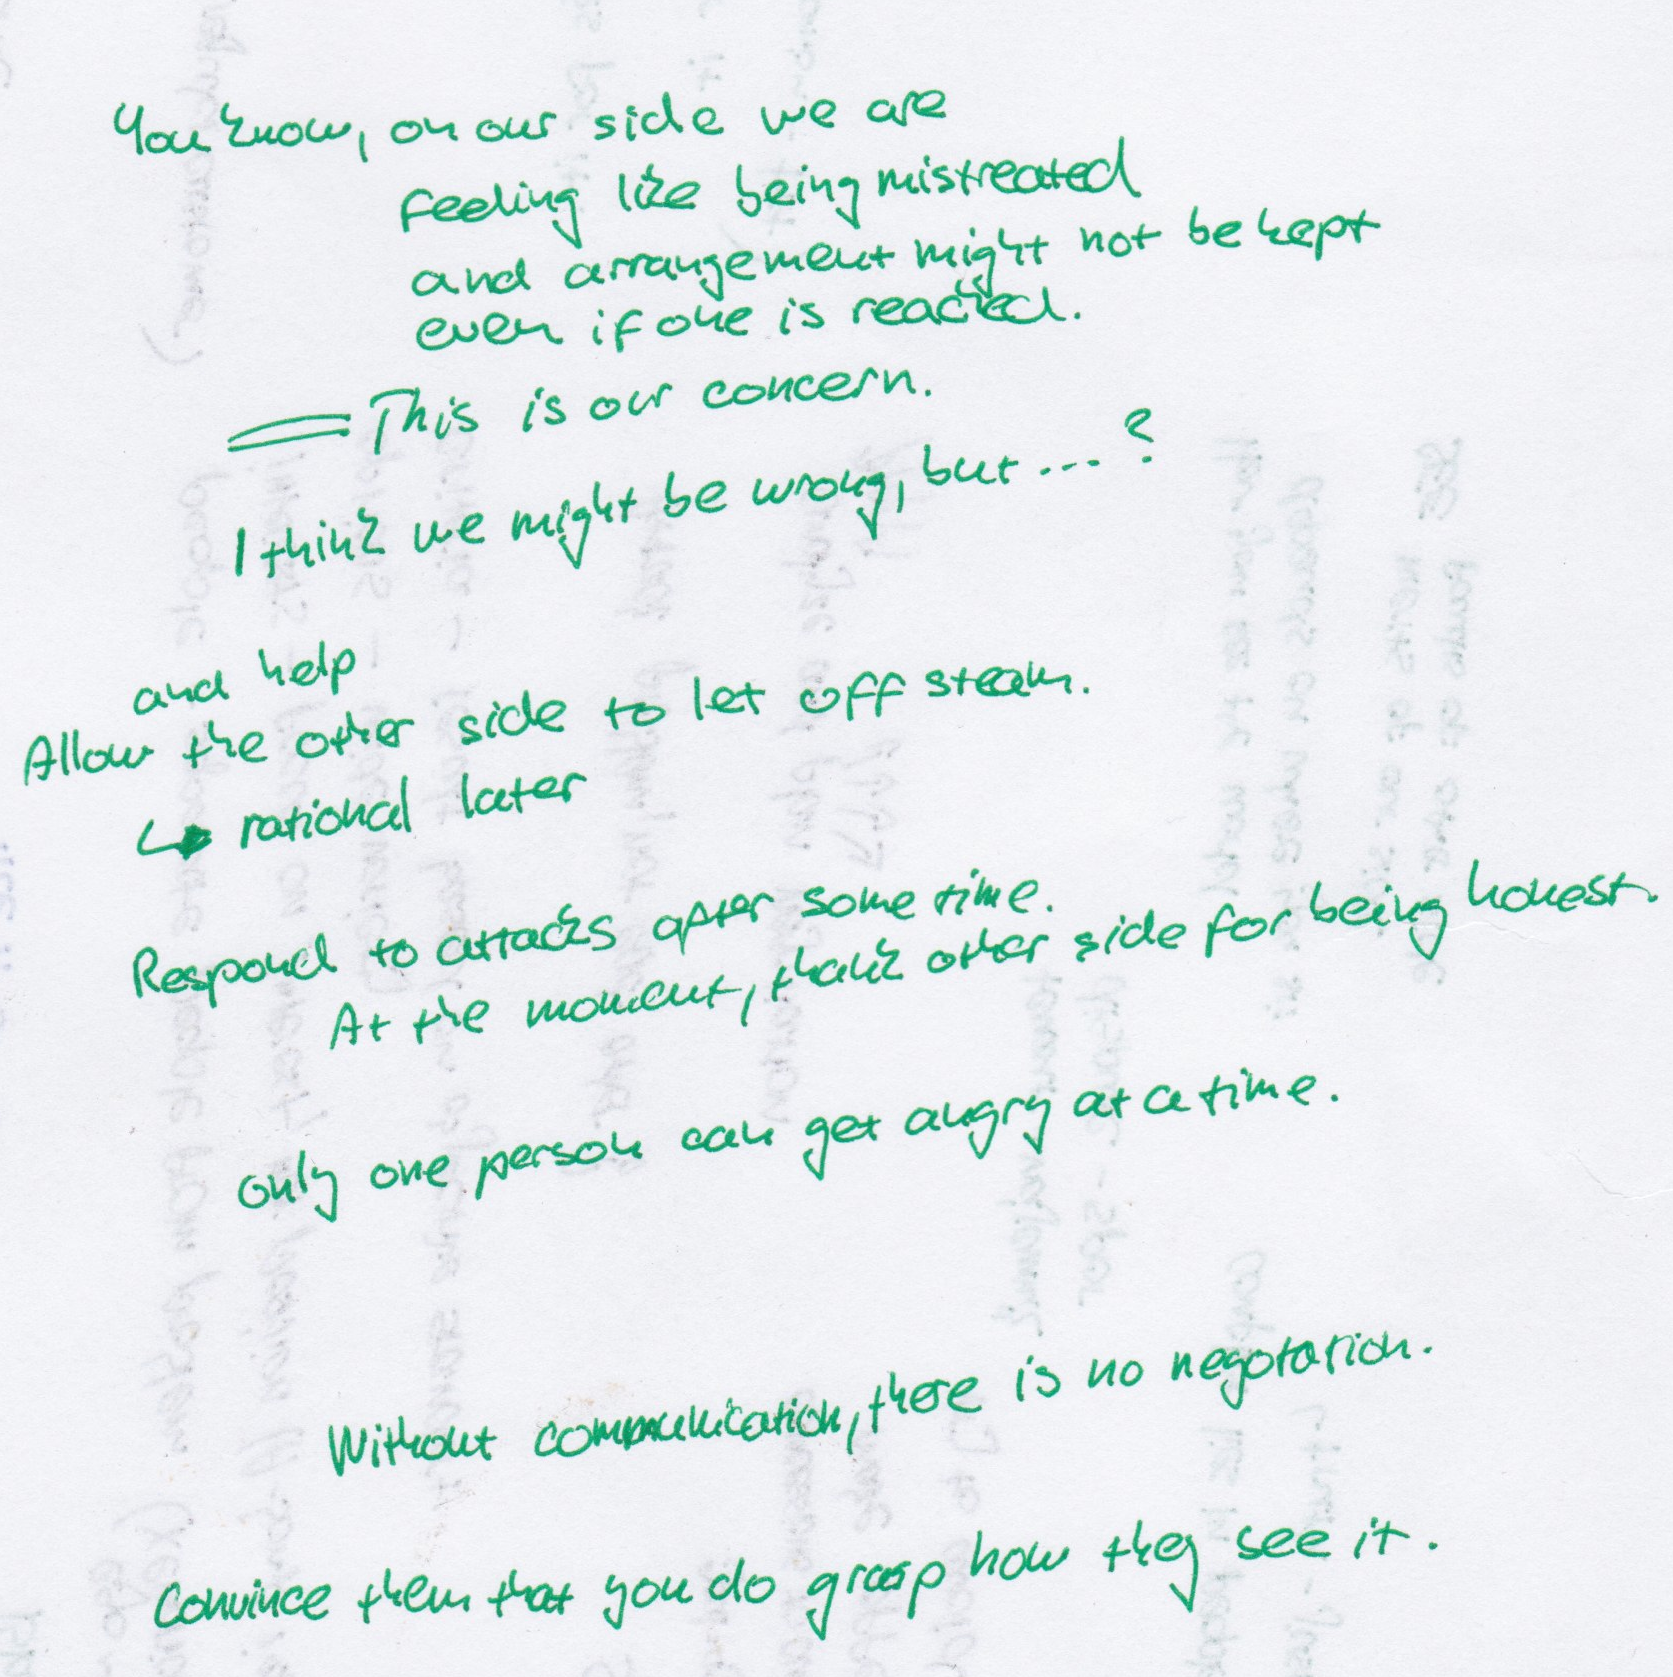 You know, on our side we are
feeling like being mistreated
and arrangement might not be kept
even if one is reached.
This is our concern.
I think we might be wrong, but ... ?
and help
Allow the other side to let off steam.
↳ rational later
Respond to attacks after some time.
At the moment, thank other side for being honest.
only one person can get angry at a time.
Without communication, there is no negotation.
Convince them that you do grasp how they see it.